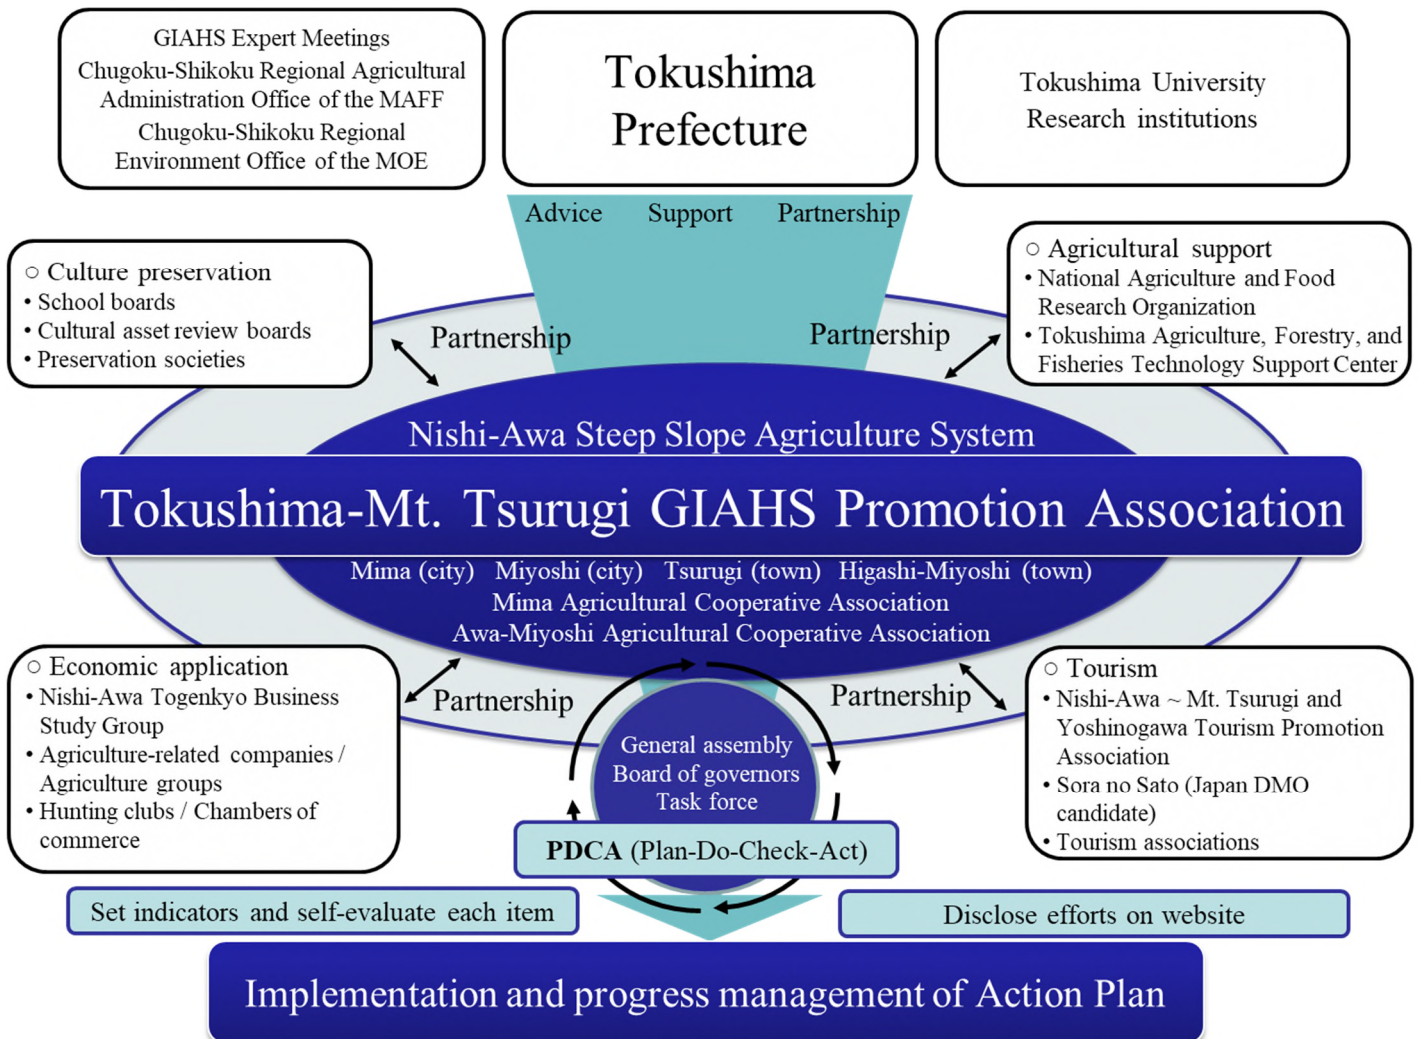 GIAHS Expert Meetings
Chugoku-Shikoku Regional Agricultural
Administration Office of the MAFF
Chugoku-Shikoku Regional
Environment Office of the MOE
Tokushima
Prefecture
Tokushima University
Research institutions
Advice Support Partnership
○ Culture preservation
• School boards
• Cultural asset review boards
• Preservation societies
Partnership
Partnership
○ Agricultural support
• National Agriculture and Food
Research Organization
• Tokushima Agriculture, Forestry, and
Fisheries Technology Support Center
Nishi-Awa Steep Slope Agriculture System
Tokushima-Mt. Tsurugi GIAHS Promotion Association
Mima (city) Miyoshi (city) Tsurugi (town) Higashi-Miyoshi (town)
Mima Agricultural Cooperative Association
Awa-Miyoshi Agricultural Cooperative Association
○ Economic application
• Nishi-Awa Togenkyo Business
Study Group
• Agriculture-related companies /
Agriculture groups
• Hunting clubs / Chambers of
commerce
Partnership
Partnership
○ Tourism
• Nishi-Awa ~ Mt. Tsurugi and
Yoshinogawa Tourism Promotion
Association
• Sora no Sato (Japan DMO
candidate)
• Tourism associations
General assembly
Board of governors
Task force
PDCA (Plan-Do-Check-Act)
Set indicators and self-evaluate each item
Disclose efforts on website
Implementation and progress management of Action Plan